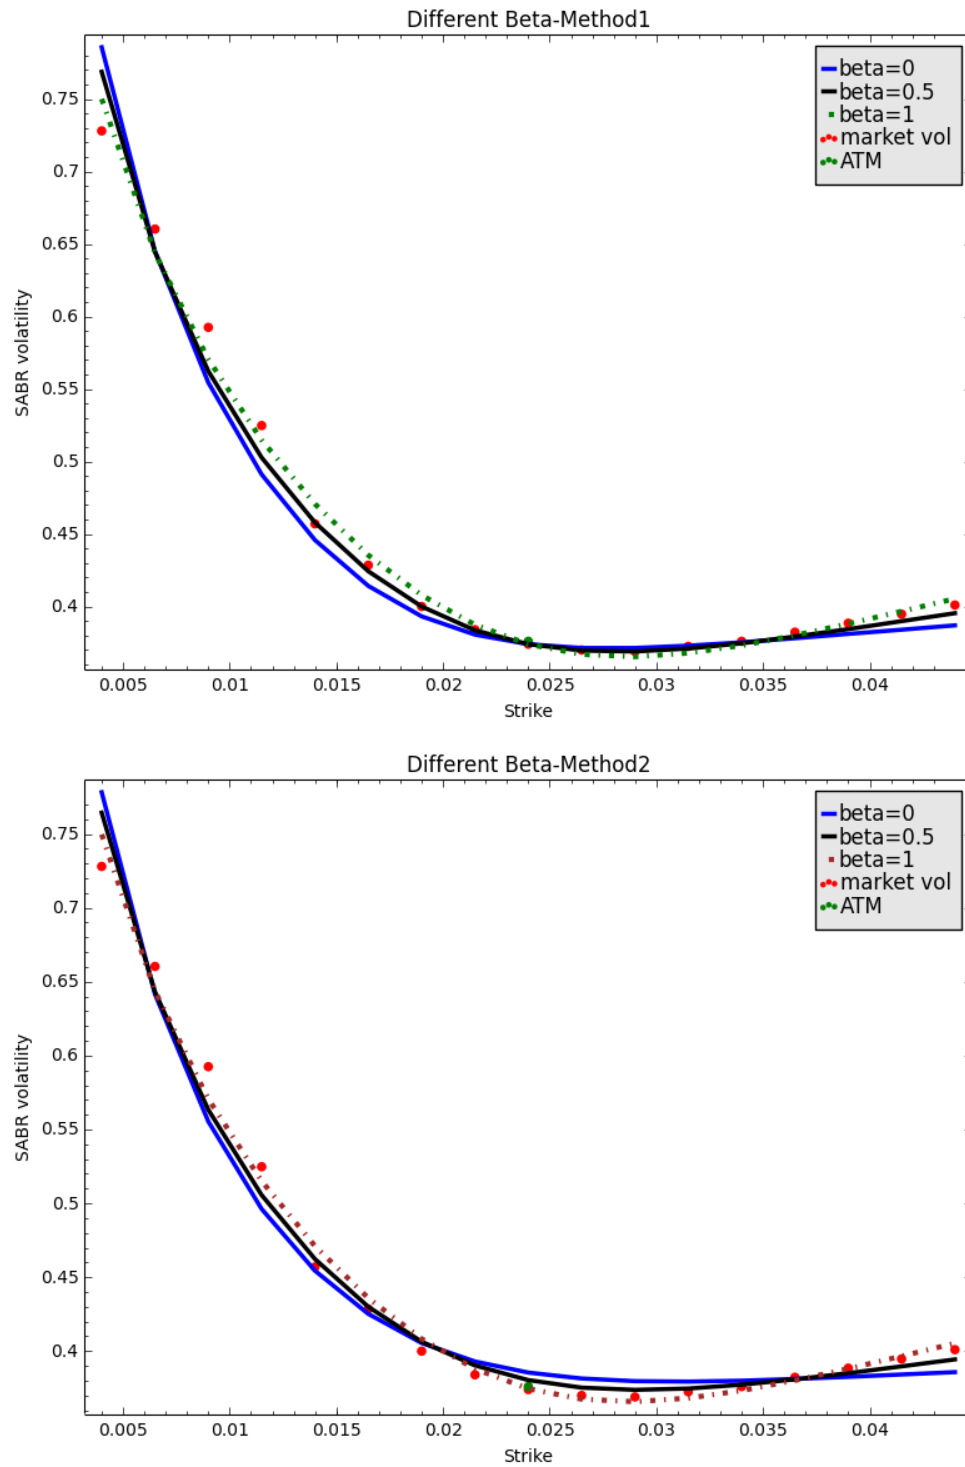 Different Beta-Method1
beta=0
beta=0.5
beta=1
market vol
ATM
0.75
0.7
0.65
0.6
0.55
0.5
0.45
0.4
SABR volatility
0.005 0.01 0.015 0.02 0.025 0.03 0.035 0.04
Strike
Different Beta-Method2
beta=0
beta=0.5
beta=1
market vol
ATM
0.75
0.7
0.65
0.6
0.55
0.5
0.45
0.4
SABR volatility
0.005 0.01 0.015 0.02 0.025 0.03 0.035 0.04
Strike